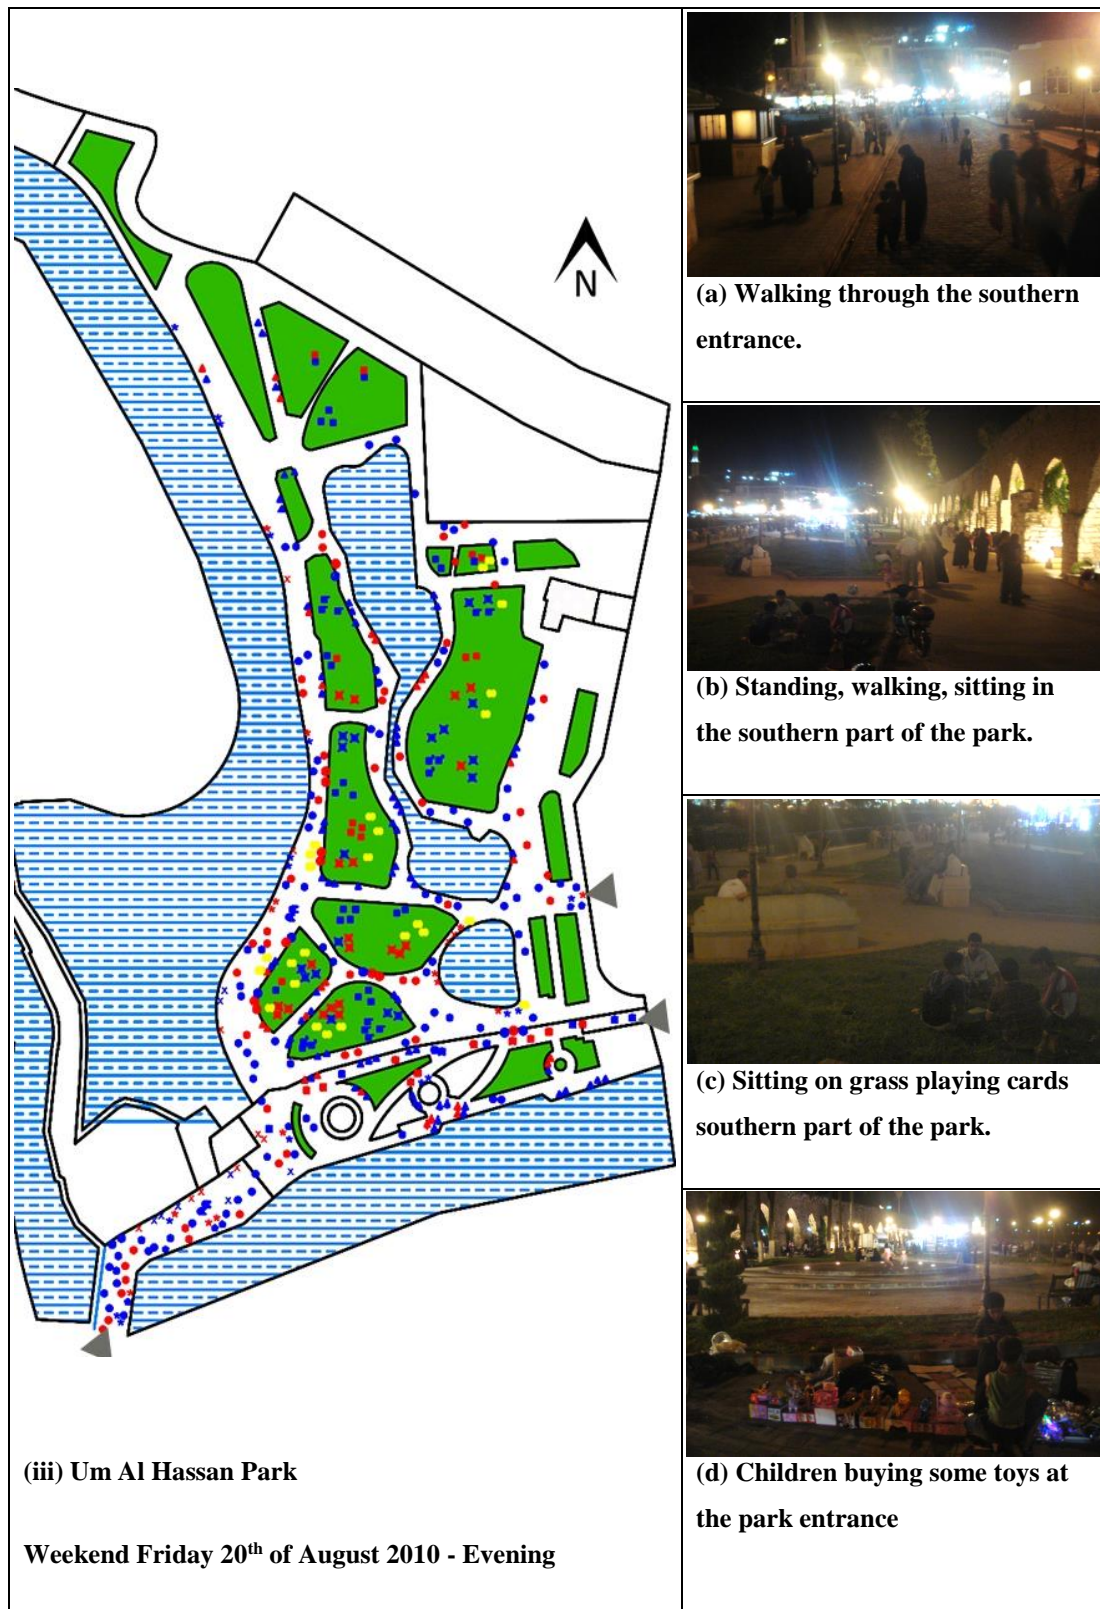 N
(iii) Um Al Hassan Park
Weekend Friday 20th of August 2010 - Evening
(a) Walking through the southern
entrance.
(b) Standing, walking, sitting in
the southern part of the park.
(c) Sitting on grass playing cards
southern part of the park.
(d) Children buying some toys at
the park entrance